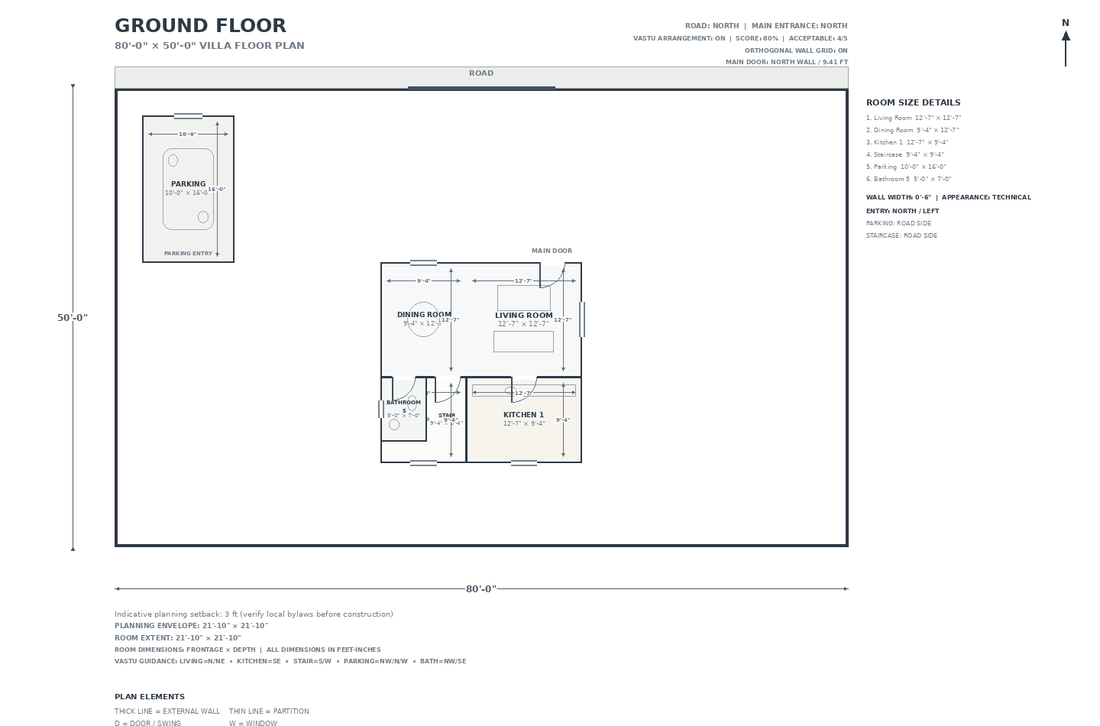 GROUND FLOOR
80'-0" × 50'-0" VILLA FLOOR PLAN
ROAD: NORTH | MAIN ENTRANCE: NORTH
VASTU ARRANGEMENT: ON | SCORE: 80% | ACCEPTABLE: 4/5
ORTHOGONAL WALL GRID: ON
MAIN DOOR: NORTH WALL / 9.41 FT
N
ROAD
ROOM SIZE DETAILS
1. Living Room 12'-7" × 12'-7"
2. Dining Room 9'-4" × 12'-7"
3. Kitchen 1 12'-7" × 9'-4"
4. Staircase 9'-4" × 9'-4"
5. Parking 10'-0" × 16'-0"
6. Bathroom 5 5'-0" × 7'-0"
WALL WIDTH: 0'-6" | APPEARANCE: TECHNICAL
ENTRY: NORTH / LEFT
PARKING: ROAD SIDE
STAIRCASE: ROAD SIDE
10'-0"
PARKING
10'-0" × 16'-0"
16'-0"
PARKING ENTRY
MAIN DOOR
9'-4"
12'-7"
DINING ROOM
9'-4" × 12'-7"
12'-7"
LIVING ROOM
12'-7" × 12'-7"
12'-7"
50'-0"
12'-7"
BATHROOM
5
5'-0" × 7'-0"
STAIR
9'-4"
KITCHEN 1
12'-7" × 9'-4"
9'-4"
80'-0"
Indicative planning setback: 3 ft (verify local bylaws before construction)
PLANNING ENVELOPE: 21'-10" × 21'-10"
ROOM EXTENT: 21'-10" × 21'-10"
ROOM DIMENSIONS: FRONTAGE × DEPTH | ALL DIMENSIONS IN FEET-INCHES
VASTU GUIDANCE: LIVING=N/NE • KITCHEN=SE • STAIR=S/W • PARKING=NW/N/W • BATH=NW/SE
PLAN ELEMENTS
THICK LINE = EXTERNAL WALL THIN LINE = PARTITION
D = DOOR / SWING W = WINDOW